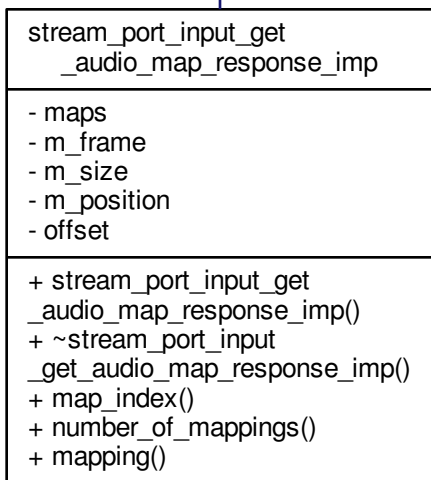 stream_port_input_get
_audio_map_response_imp
- maps
- m_frame
- m_size
- m_position
- offset
+ stream_port_input_get
_audio_map_response_imp()
+ ~stream_port_input
_get_audio_map_response_imp()
+ map_index()
+ number_of_mappings()
+ mapping()